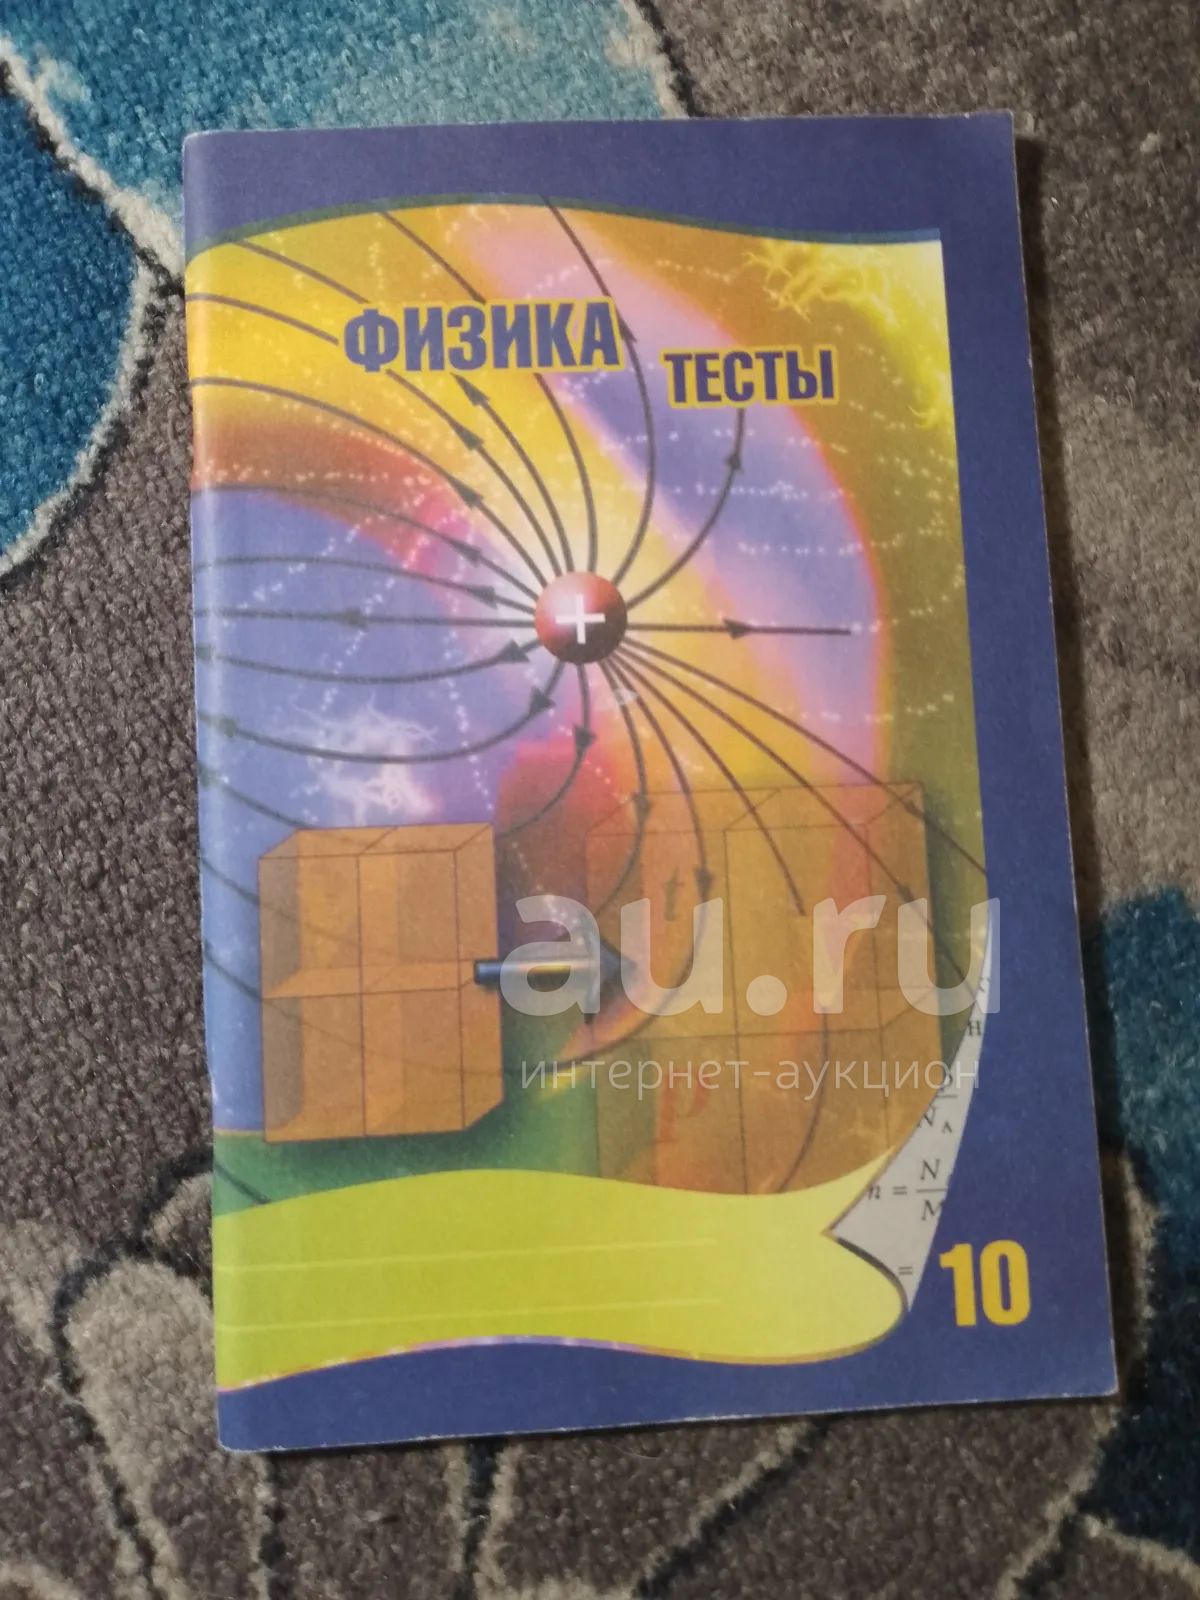 ФИЗИКА
ТЕСТЫ
+
t
au.ru
интернет-аукцион
H
p
N A
n = N
M
=
10